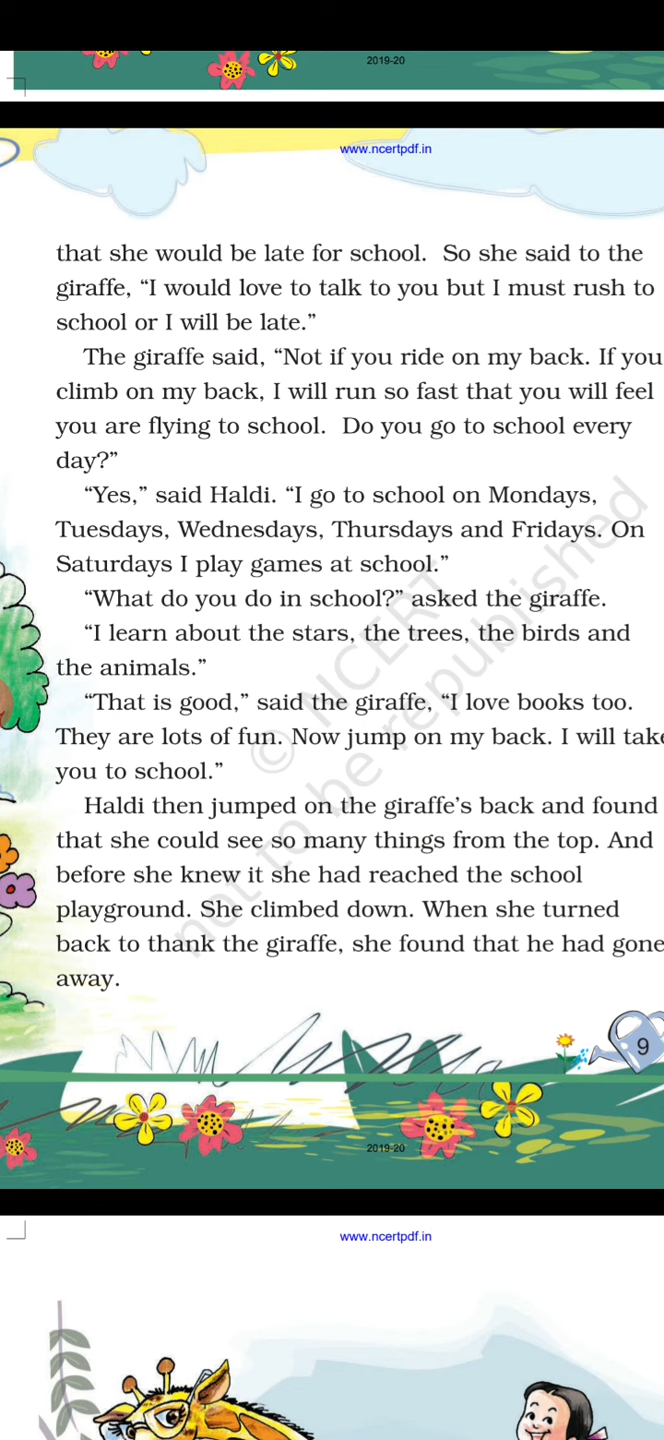 2019-20
www.ncertpdf.in
that she would be late for school. So she said to the
giraffe, “I would love to talk to you but I must rush to
school or I will be late.”
The giraffe said, “Not if you ride on my back. If you
climb on my back, I will run so fast that you will feel
you are flying to school. Do you go to school every
day?”
“Yes,” said Haldi. “I go to school on Mondays,
Tuesdays, Wednesdays, Thursdays and Fridays. On
Saturdays I play games at school.”
“What do you do in school?” asked the giraffe.
“I learn about the stars, the trees, the birds and
the animals.”
“That is good,” said the giraffe, “I love books too.
They are lots of fun. Now jump on my back. I will take
you to school.”
Haldi then jumped on the giraffe’s back and found
that she could see so many things from the top. And
before she knew it she had reached the school
playground. She climbed down. When she turned
back to thank the giraffe, she found that he had gone
away.
© NCERT
not to be republished
9
2019-20
www.ncertpdf.in